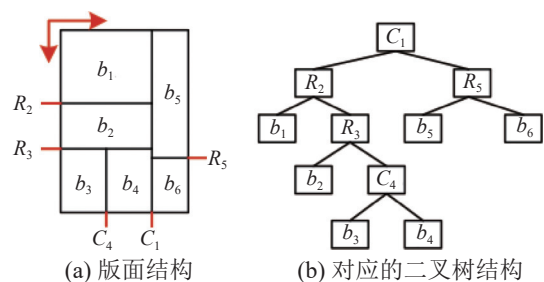 C₁
b₁
b₅
R₂
R₅
R₂
b₂
b₁
R₃
b₅
b₆
R₃
R₅
b₃
b₄
b₆
b₂
C₄
C₄
C₁
b₃
b₄
(a) 版面结构
(b) 对应的二叉树结构